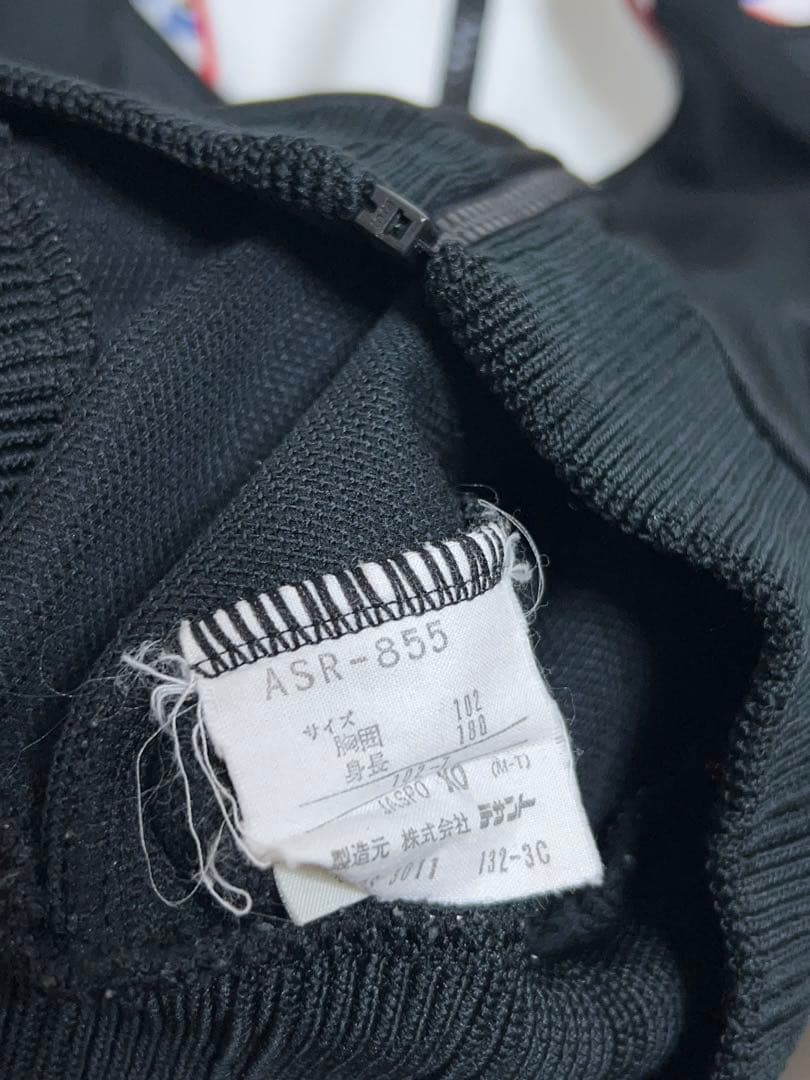 ASR-855
サイズ
胸囲 102
身長 180
XO (M-T)
製造元 株式会社 デサント
3011 132-3C